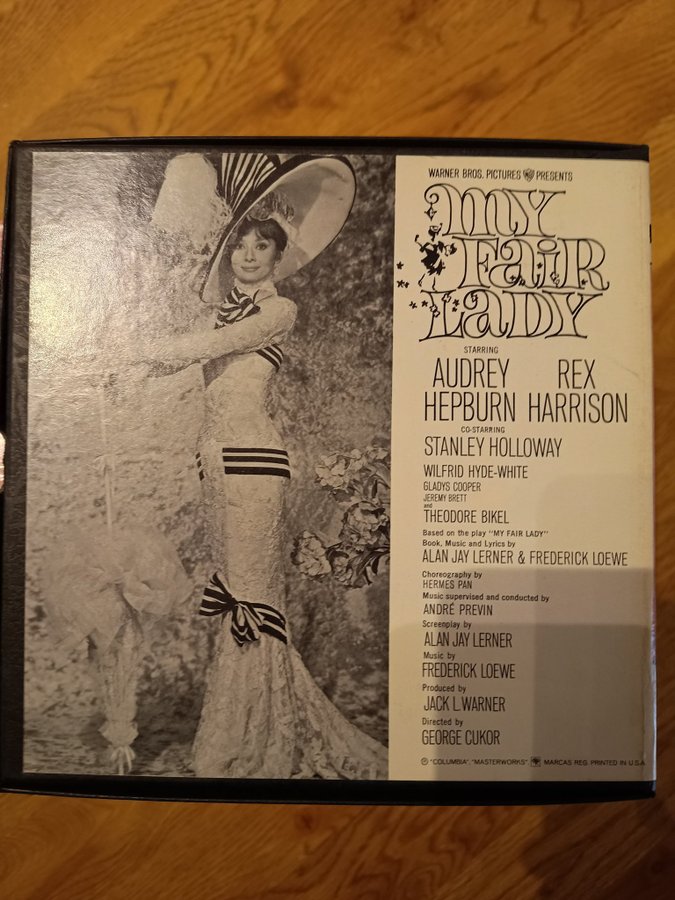 WARNER BROS. PICTURES PRESENTS
MY
FAIR
LADY
STARRING
AUDREY HEPBURN
REX HARRISON
CO-STARRING
STANLEY HOLLOWAY
WILFRID HYDE-WHITE
GLADYS COOPER
JEREMY BRETT
and
THEODORE BIKEL
Based on the play "MY FAIR LADY"
Book, Music and Lyrics by
ALAN JAY LERNER & FREDERICK LOEWE
Choreography by
HERMES PAN
Music supervised and conducted by
ANDRÉ PREVIN
Screenplay by
ALAN JAY LERNER
Music by
FREDERICK LOEWE
Produced by
JACK L. WARNER
Directed by
GEORGE CUKOR
℗ "COLUMBIA", "MASTERWORKS", MARCAS REG. PRINTED IN U.S.A